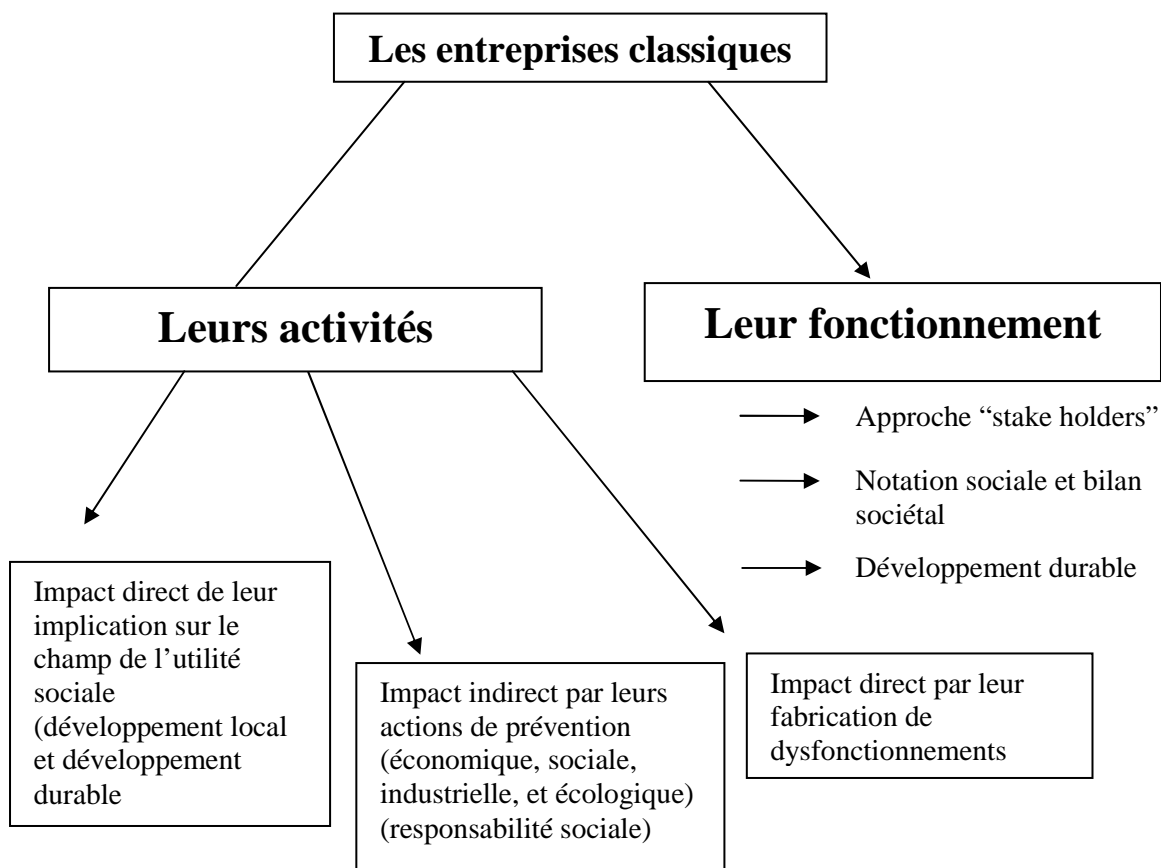 Les entreprises classiques
Leurs activités
Leur fonctionnement
Approche “stake holders”
Notation sociale et bilan
sociétal
Développement durable
Impact direct de leur
implication sur le
champ de l’utilité
sociale
(développement local
et développement
durable
Impact indirect par leurs
actions de prévention
(économique, sociale,
industrielle, et écologique)
(responsabilité sociale)
Impact direct par leur
fabrication de
dysfonctionnements